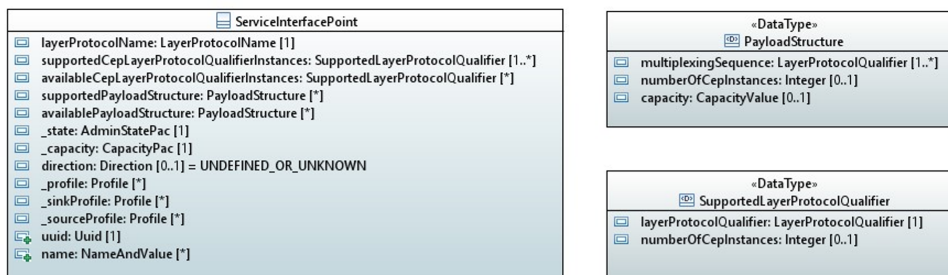 ServiceInterfacePoint
layerProtocolName: LayerProtocolName [1]
supportedCepLayerProtocolQualifierInstances: SupportedLayerProtocolQualifier [1..*]
availableCepLayerProtocolQualifierInstances: SupportedLayerProtocolQualifier [*]
supportedPayloadStructure: PayloadStructure [*]
availablePayloadStructure: PayloadStructure [*]
_state: AdminStatePac [1]
_capacity: CapacityPac [1]
direction: Direction [0..1] = UNDEFINED_OR_UNKNOWN
_profile: Profile [*]
_sinkProfile: Profile [*]
_sourceProfile: Profile [*]
uuid: Uuid [1]
name: NameAndValue [*]
«DataType»
PayloadStructure
multiplexingSequence: LayerProtocolQualifier [1..*]
numberOfCepInstances: Integer [0..1]
capacity: CapacityValue [0..1]
«DataType»
SupportedLayerProtocolQualifier
layerProtocolQualifier: LayerProtocolQualifier [1]
numberOfCepInstances: Integer [0..1]